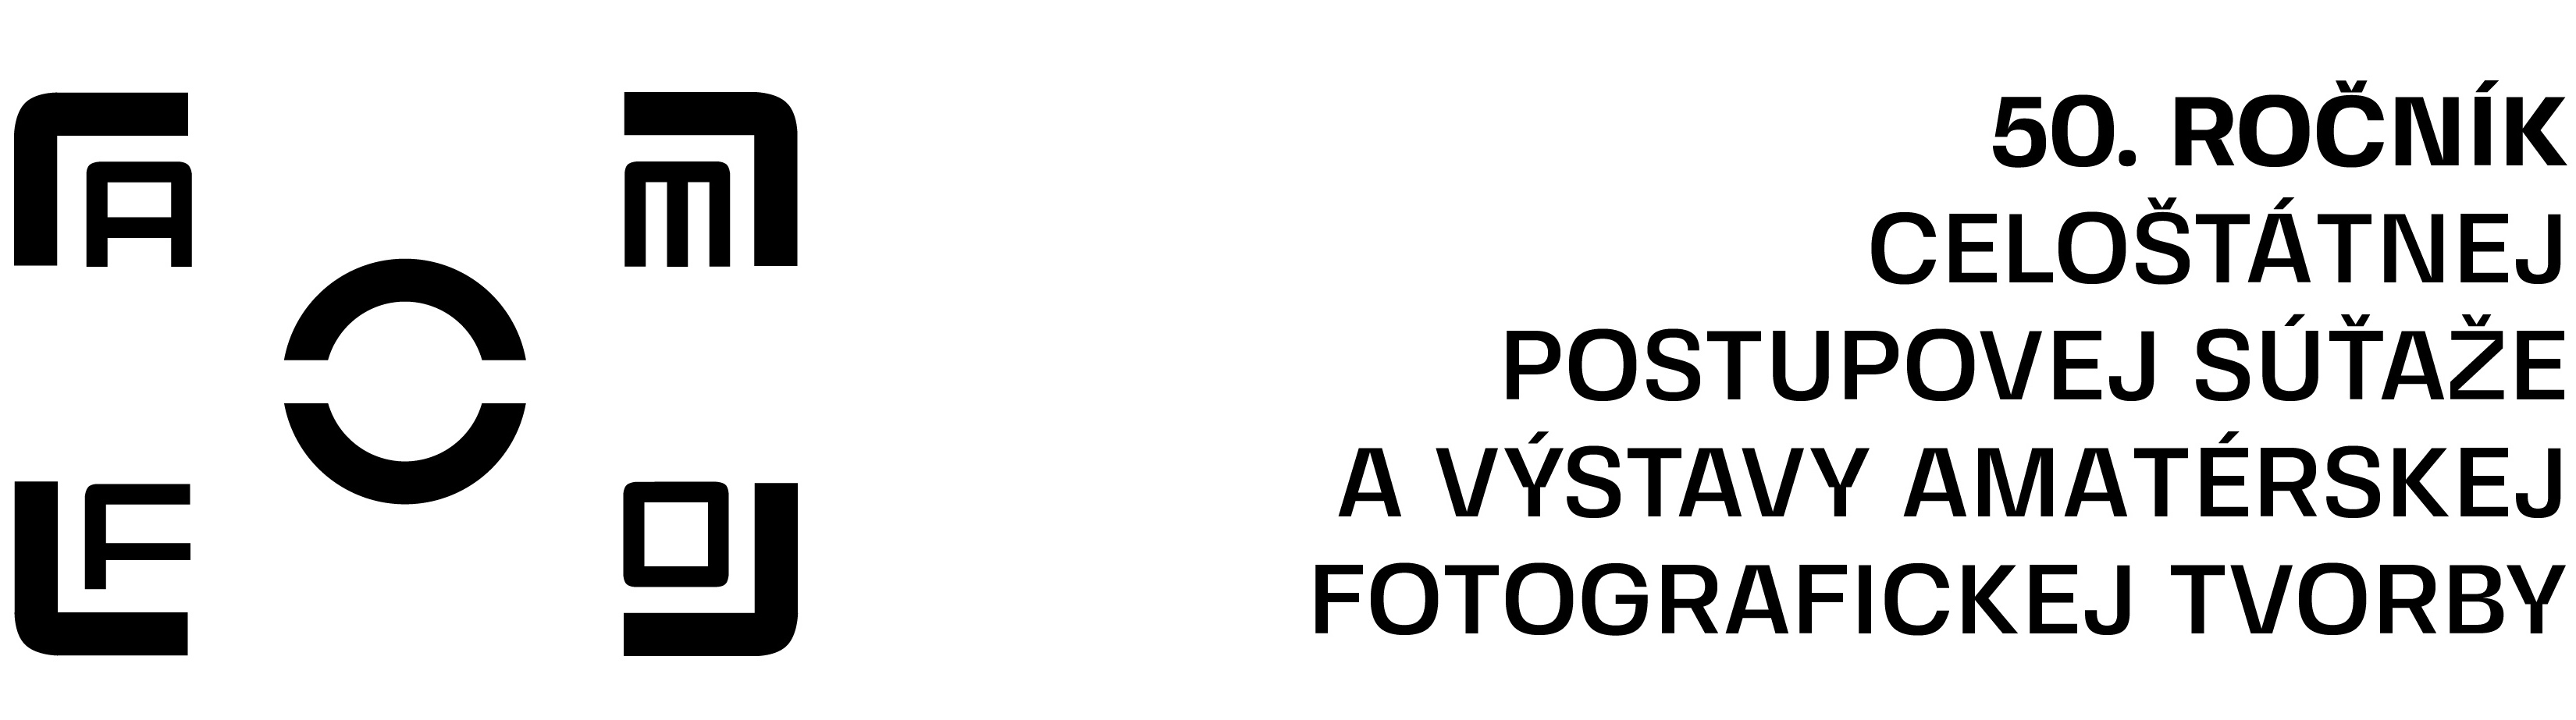 A M
F O
50. ROČNÍK
CELOŠTÁTNEJ
POSTUPOVEJ SÚŤAŽE
A VÝSTAVY AMATÉRSKEJ
FOTOGRAFICKEJ TVORBY